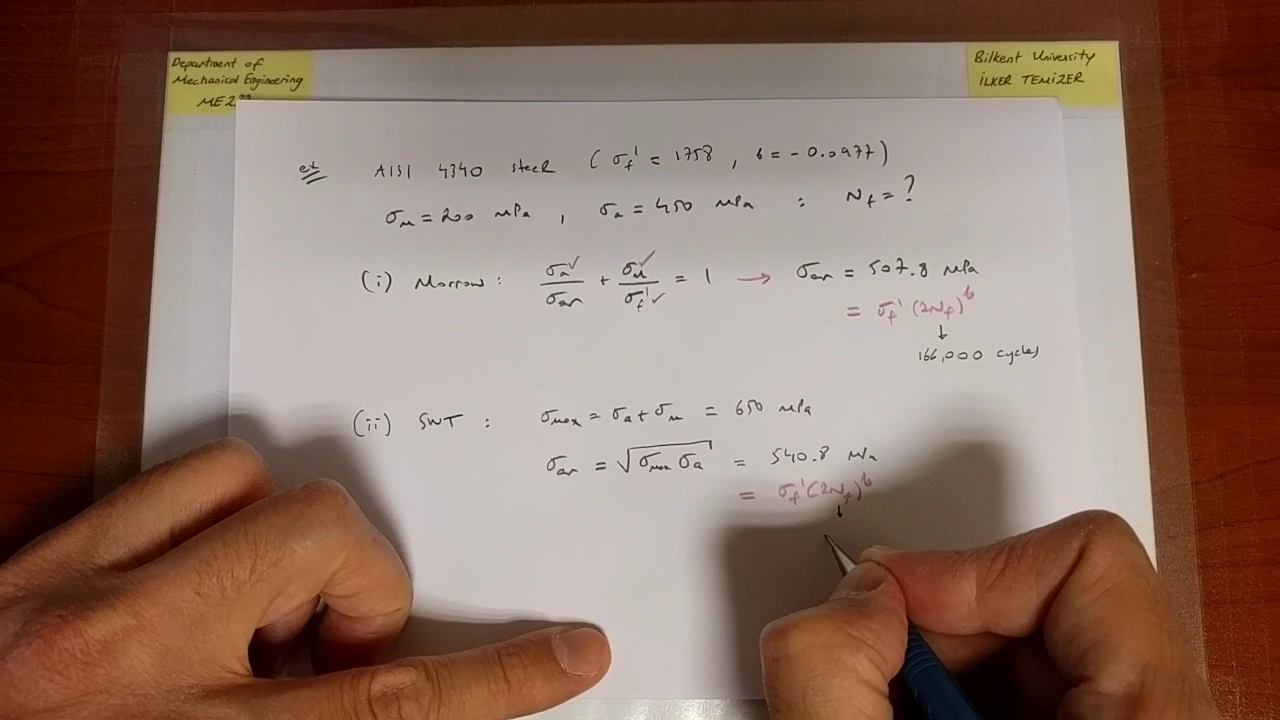 Department of
Mechanical Engineering
Bilkent University
İLKER TEMİZER
ex AISI 4340 steel (σf' = 1758, b = -0.0977)
σm = 200 MPa, σa = 450 MPa : Nf = ?
(i) Morrow: σa/σar + σm/σf' = 1 → σar = 507.8 MPa
= σf'(2Nf)^b
↓
166,000 cycles
(ii) SWT: σmax = σa + σm = 650 MPa
σar = √σmax σa = 540.8 MPa
= σf'(2Nf)^b
↓